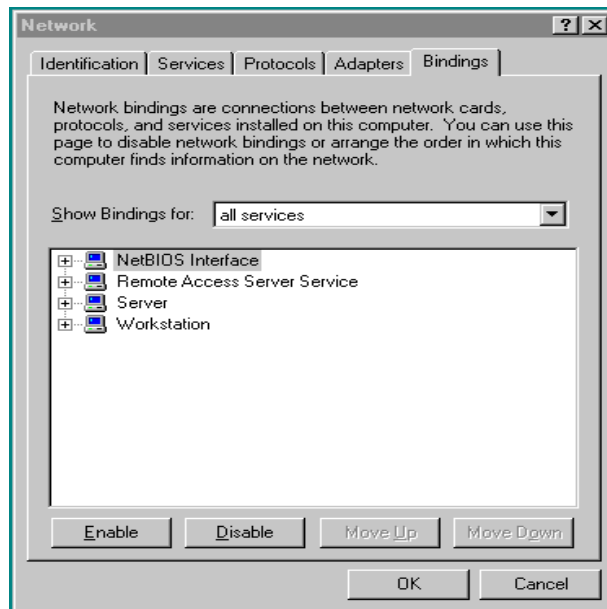 Network
Identification Services Protocols Adapters Bindings
Network bindings are connections between network cards,
protocols, and services installed on this computer. You can use this
page to disable network bindings or arrange the order in which this
computer finds information on the network.
Show Bindings for: all services
NetBIOS Interface
Remote Access Server Service
Server
Workstation
Enable Disable Move Up Move Down
OK Cancel